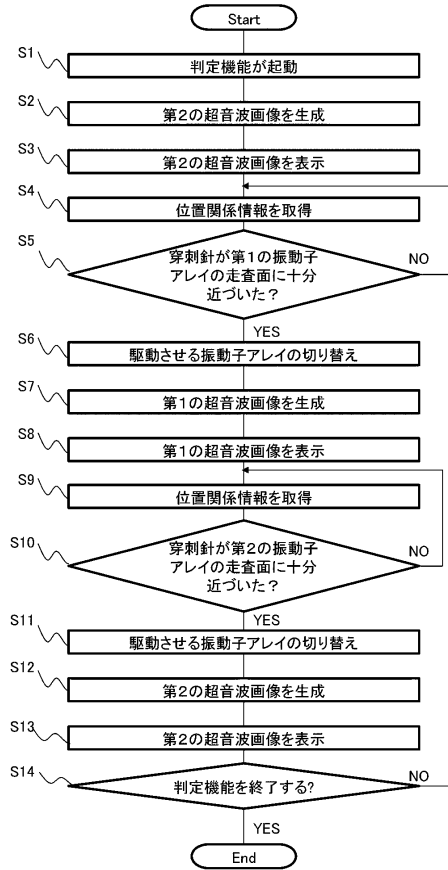 Start
S1
判定機能が起動
S2
第2の超音波画像を生成
S3
第2の超音波画像を表示
S4
位置関係情報を取得
S5
穿刺針が第1の振動子
アレイの走査面に十分
近づいた？
NO
YES
S6
駆動させる振動子アレイの切り替え
S7
第1の超音波画像を生成
S8
第1の超音波画像を表示
S9
位置関係情報を取得
S10
穿刺針が第2の振動子
アレイの走査面に十分
近づいた？
NO
YES
S11
駆動させる振動子アレイの切り替え
S12
第2の超音波画像を生成
S13
第2の超音波画像を表示
S14
判定機能を終了する?
NO
YES
End